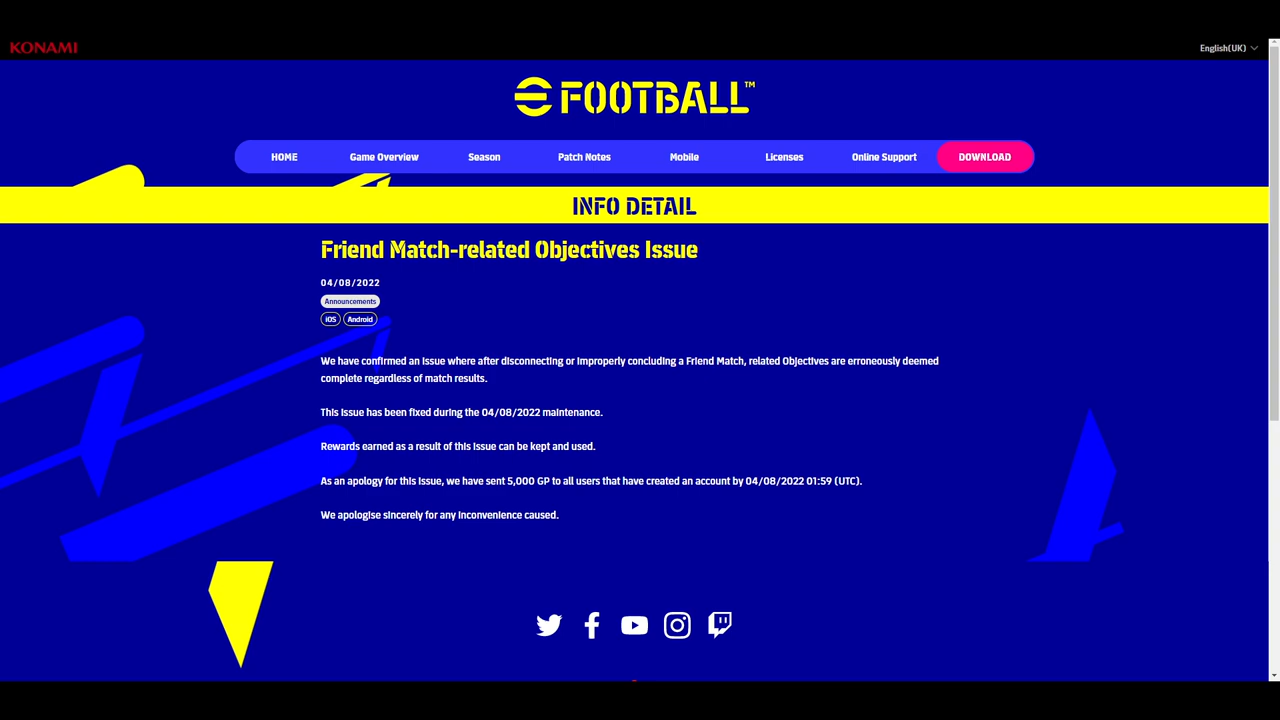 KONAMI
English(UK)
FOOTBALL™
HOME Game Overview Season Patch Notes Mobile Licenses Online Support DOWNLOAD
INFO DETAIL
Friend Match-related Objectives Issue
04/08/2022
Announcements
iOS Android
We have confirmed an issue where after disconnecting or improperly concluding a Friend Match, related Objectives are erroneously deemed
complete regardless of match results.
This issue has been fixed during the 04/08/2022 maintenance.
Rewards earned as a result of this issue can be kept and used.
As an apology for this issue, we have sent 5,000 GP to all users that have created an account by 04/08/2022 01:59 (UTC).
We apologise sincerely for any inconvenience caused.